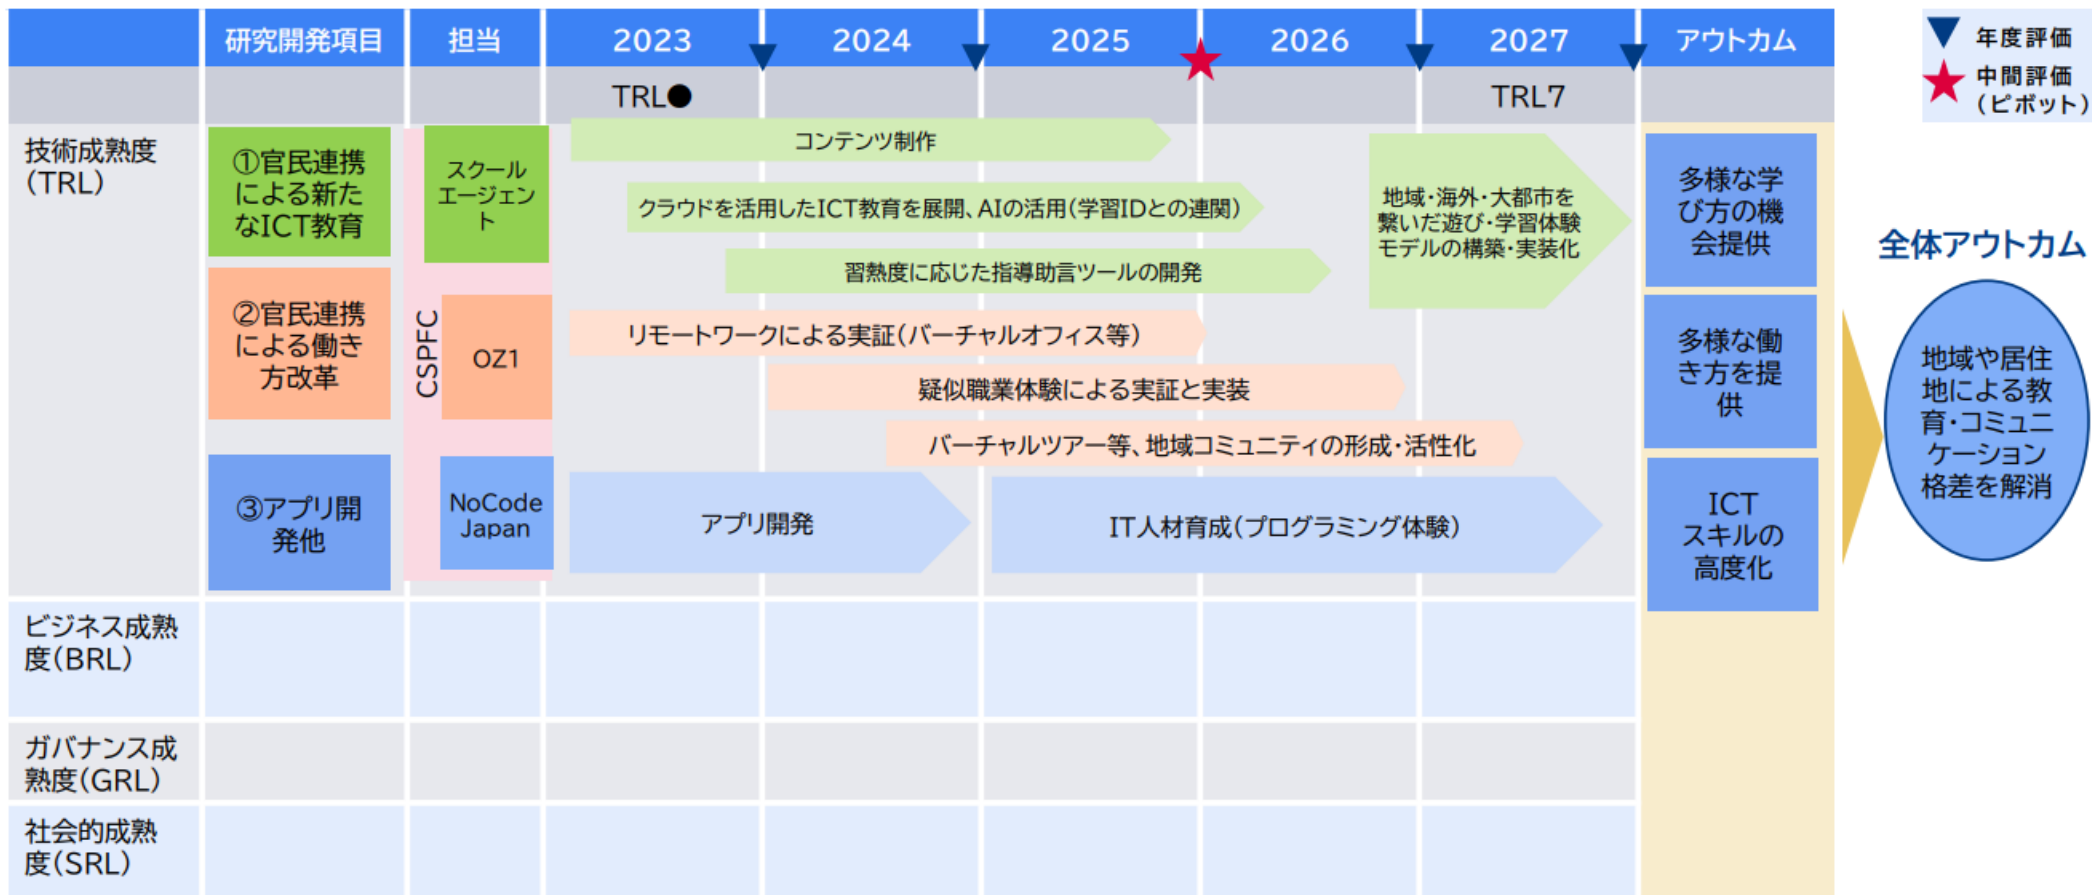 研究開発項目
担当
2023
2024
2025
2026
2027
アウトカム
年度評価
中間評価
(ピボット)
TRL●
TRL7
技術成熟度
(TRL)
①官民連携
による新た
なICT教育
スクール
エージェン
ト
コンテンツ制作
クラウドを活用したICT教育を展開、AIの活用(学習IDとの連関)
習熟度に応じた指導助言ツールの開発
地域・海外・大都市を
繋いだ遊び・学習体験
モデルの構築・実装化
多様な学
び方の機
会提供
②官民連携
による働き
方改革
CSPFC
OZ1
リモートワークによる実証(バーチャルオフィス等)
疑似職業体験による実証と実装
バーチャルツアー等、地域コミュニティの形成・活性化
多様な働
き方を提
供
③アプリ開
発他
NoCode
Japan
アプリ開発
IT人材育成(プログラミング体験)
ICT
スキルの
高度化
全体アウトカム
地域や居住
地による教
育・コミュニ
ケーション
格差を解消
ビジネス成熟
度(BRL)
ガバナンス成
熟度(GRL)
社会的成熟
度(SRL)